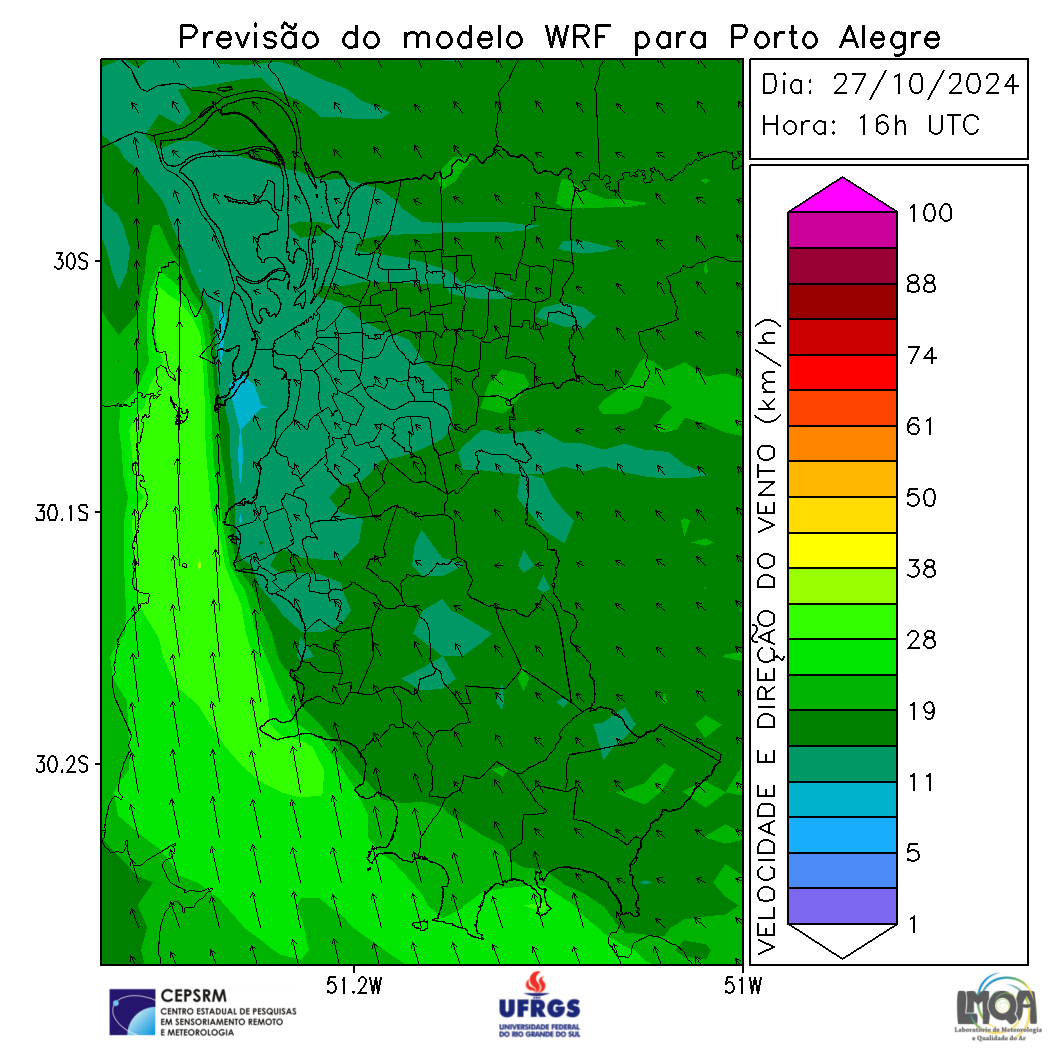 Previsão do modelo WRF para Porto Alegre
Dia: 27/10/2024
Hora: 16h UTC
30S
30.1S
30.2S
51.2W
51W
VELOCIDADE E DIREÇÃO DO VENTO (km/h)
100
88
74
61
50
38
28
19
11
5
1
CEPSRM
CENTRO ESTADUAL DE PESQUISAS
EM SENSORIAMENTO REMOTO
E METEOROLOGIA
UFRGS
UNIVERSIDADE FEDERAL
DO RIO GRANDE DO SUL
LMQA
Laboratório de Meteorologia
e Qualidade do Ar